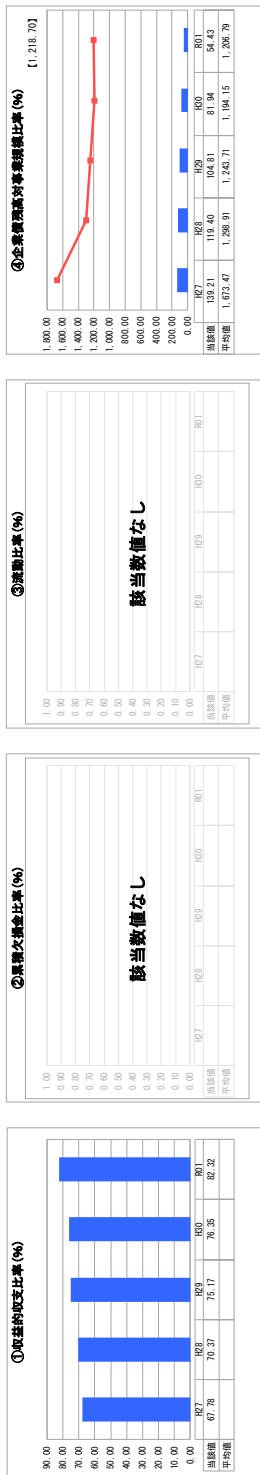 ①収益的収支比率(%)
90.00
80.00
70.00
60.00
50.00
40.00
30.00
20.00
10.00
0.00
H27 H28 H29 H30 R01
当該値 67.78 70.37 75.17 76.35 82.32
平均値
②累積欠損金比率(%)
1.00
0.90
0.80
0.70
0.60
0.50
0.40
0.30
0.20
0.10
0.00
該当数値なし
H27 H28 H29 H30 R01
当該値
平均値
③流動比率(%)
1.00
0.90
0.80
0.70
0.60
0.50
0.40
0.30
0.20
0.10
0.00
該当数値なし
H27 H28 H29 H30 R01
当該値
平均値
④企業債残高対事業規模比率(%)
【1,218.70】
1,800.00
1,600.00
1,400.00
1,200.00
1,000.00
800.00
600.00
400.00
200.00
0.00
H27 H28 H29 H30 R01
当該値 139.21 119.40 104.81 81.94 54.43
平均値 1,673.47 1,298.91 1,243.71 1,194.15 1,206.79